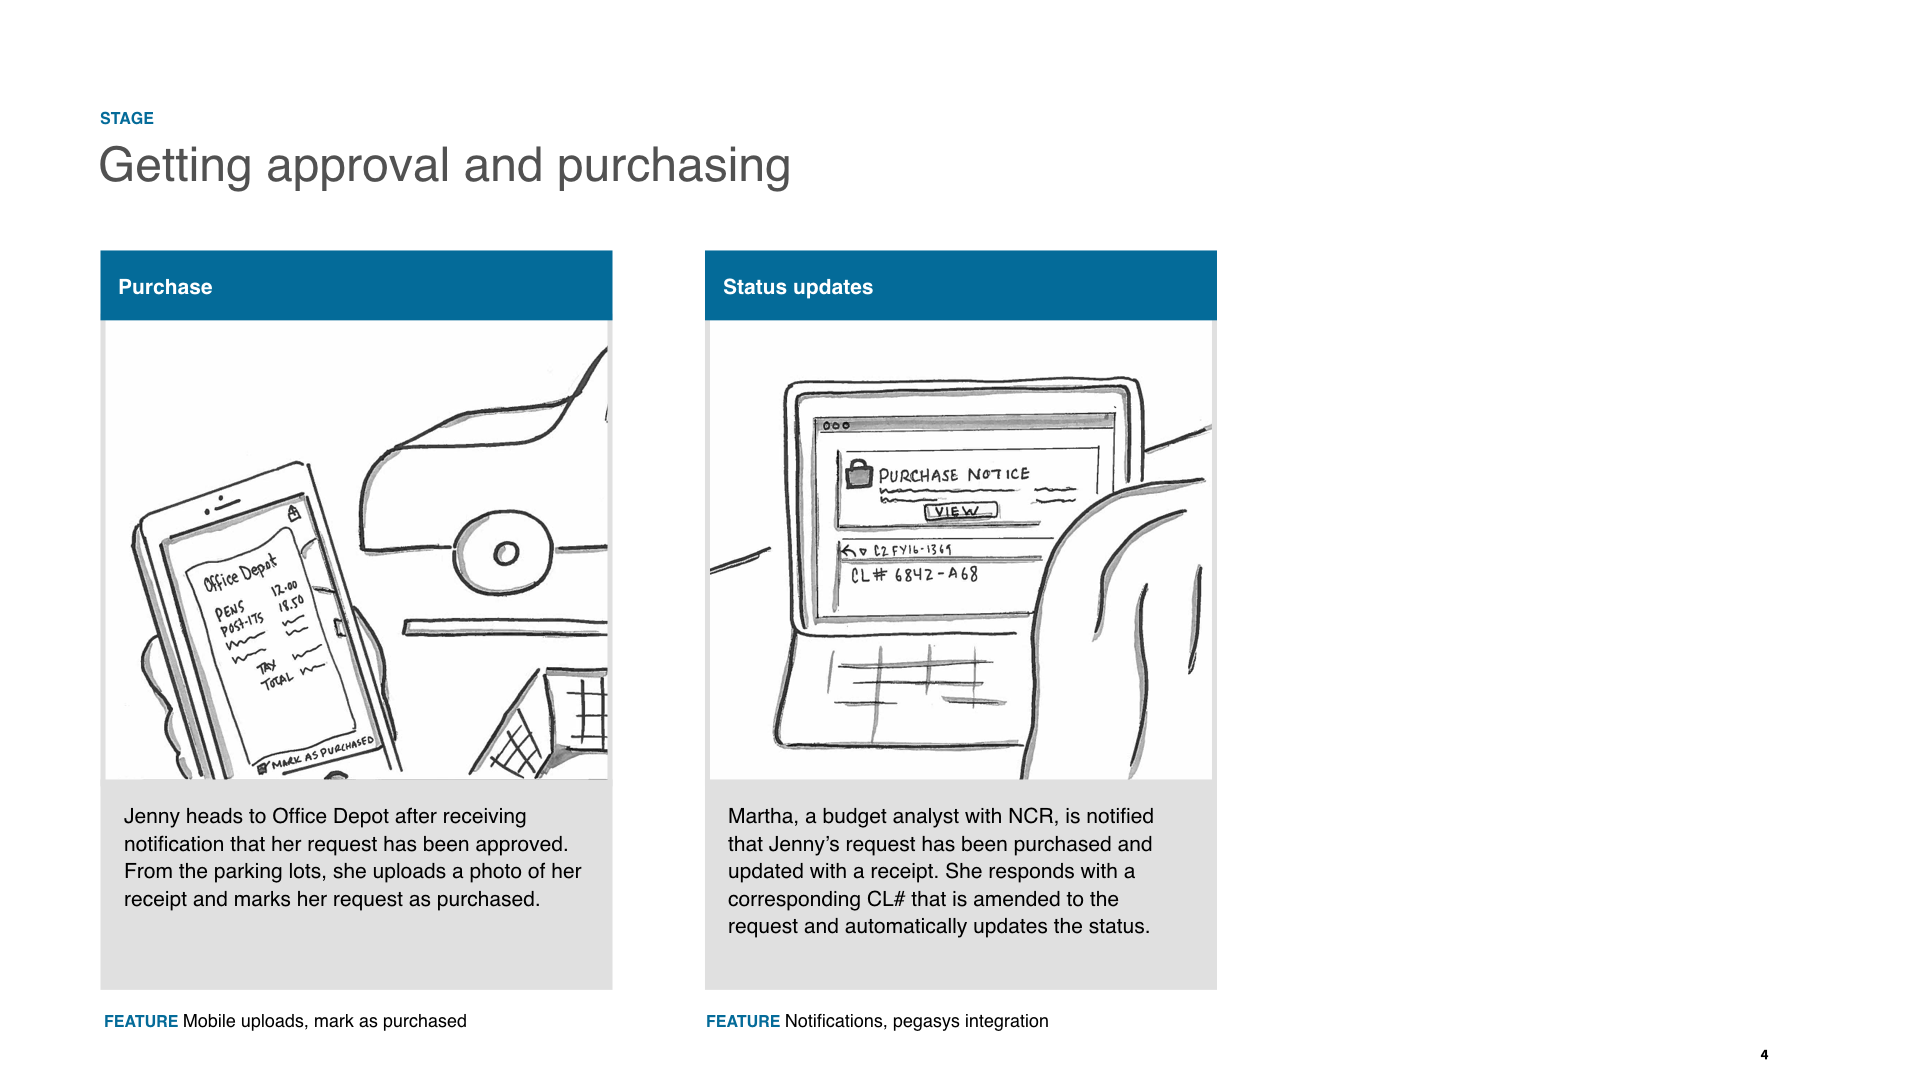 STAGE
Getting approval and purchasing
Purchase
Office Depot
PENS 12.00
POST-ITS 18.50
TAX
TOTAL
MARK AS PURCHASED
Jenny heads to Office Depot after receiving
notification that her request has been approved.
From the parking lots, she uploads a photo of her
receipt and marks her request as purchased.
FEATURE Mobile uploads, mark as purchased
Status updates
PURCHASE NOTICE
VIEW
C2 FY16-1369
CL# 6842-A68
Martha, a budget analyst with NCR, is notified
that Jenny’s request has been purchased and
updated with a receipt. She responds with a
corresponding CL# that is amended to the
request and automatically updates the status.
FEATURE Notifications, pegasys integration
4